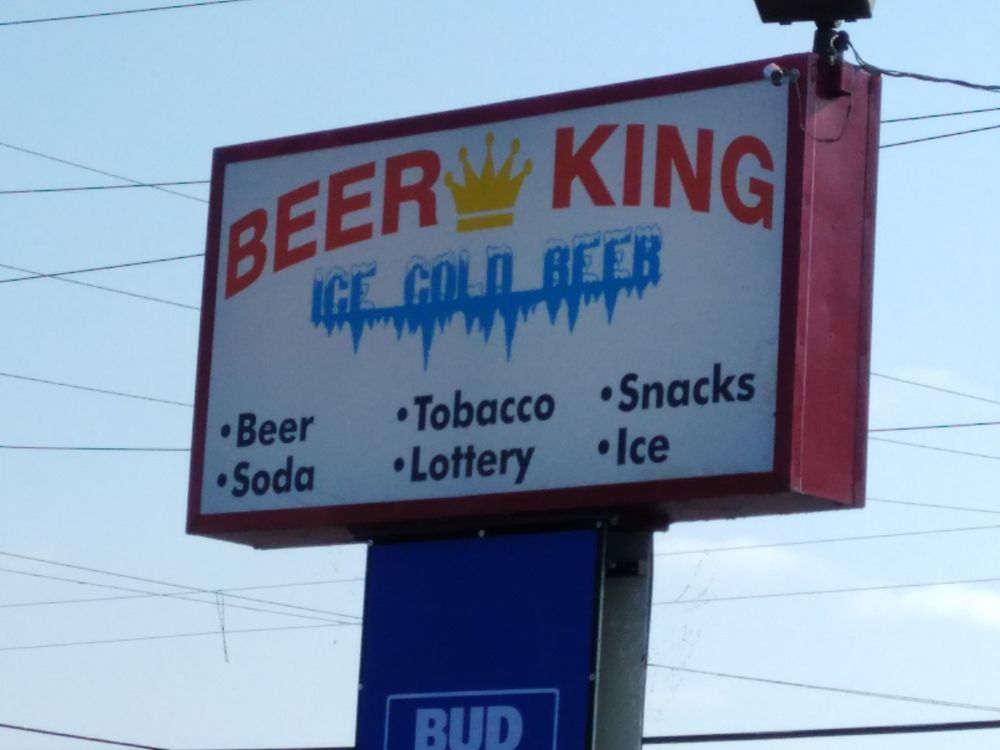 BEER KING
ICE COLD BEER
•Beer •Tobacco •Snacks
•Soda •Lottery •Ice
BUD